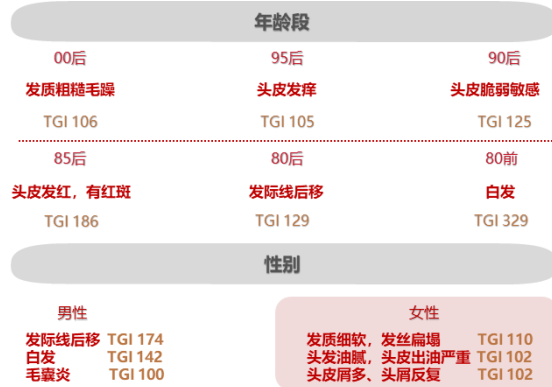 年龄段
00后 95后 90后
发质粗糙毛躁 头皮发痒 头皮脆弱敏感
TGI 106 TGI 105 TGI 125
85后 80后 80前
头皮发红，有红斑 发际线后移 白发
TGI 186 TGI 129 TGI 329
性别
男性 女性
发际线后移 TGI 174 发质细软，发丝扁塌 TGI 110
白发 TGI 142 头发油腻、头皮出油严重 TGI 102
毛囊炎 TGI 100 头皮屑多、头屑反复 TGI 102